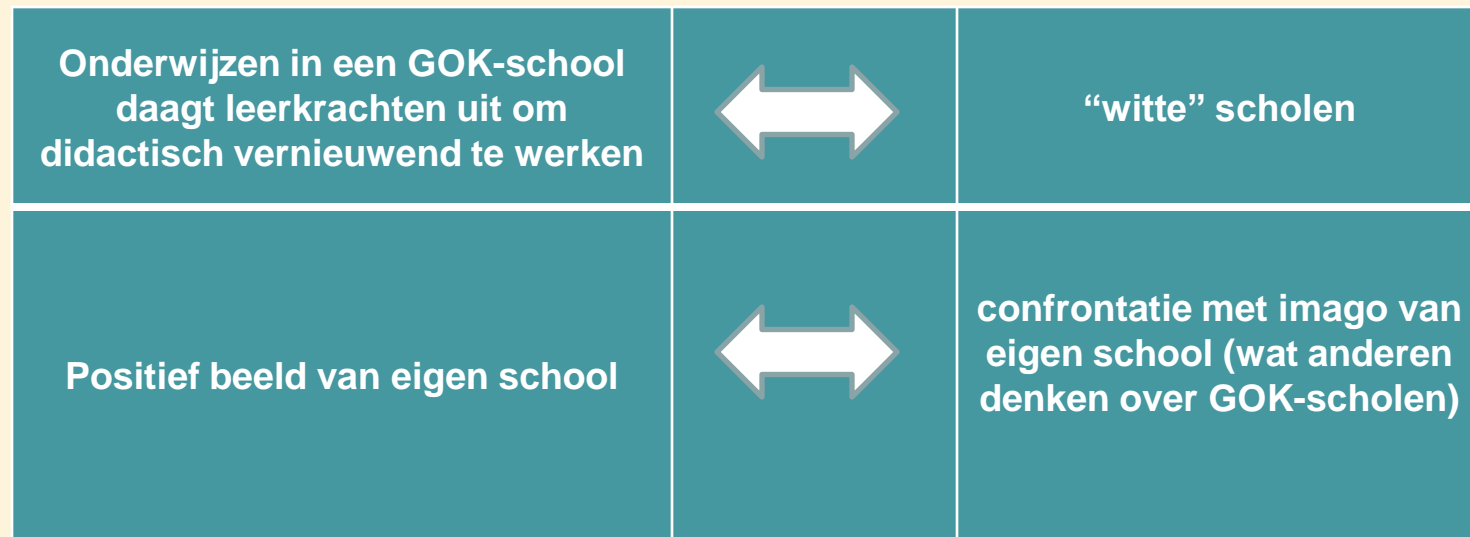 Onderwijzen in een GOK-school
daagt leerkrachten uit om
didactisch vernieuwend te werken
“witte” scholen
Positief beeld van eigen school
confrontatie met imago van
eigen school (wat anderen
denken over GOK-scholen)